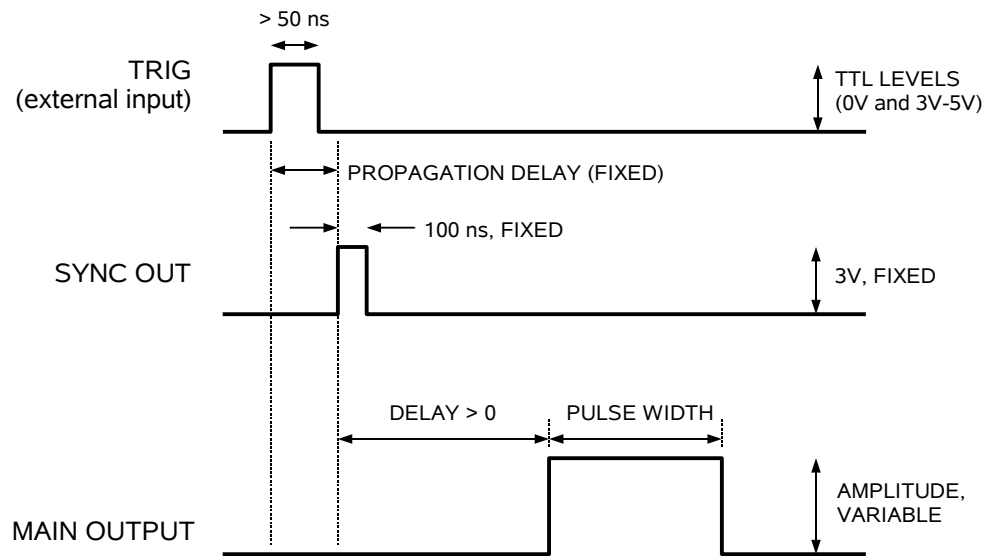 > 50 ns
TRIG
(external input)
TTL LEVELS
(0V and 3V-5V)
PROPAGATION DELAY (FIXED)
100 ns, FIXED
SYNC OUT
3V, FIXED
DELAY > 0
PULSE WIDTH
AMPLITUDE,
VARIABLE
MAIN OUTPUT